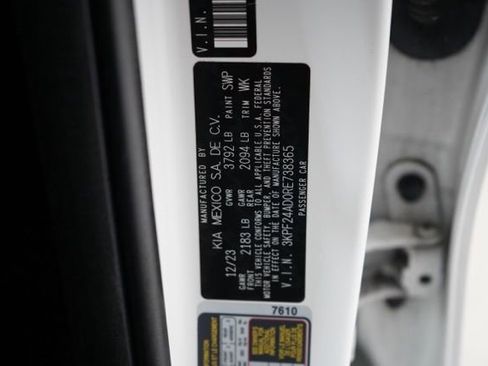 V.I.N.
MANUFACTURED BY
KIA MEXICO S.A. DE C.V.
12/23 GVWR 3792 LB PAINT SWP
GAWR FRONT 2183 LB GAWR REAR 2094 LB TRIM WK
THIS VEHICLE CONFORMS TO ALL APPLICABLE U.S.A. FEDERAL
MOTOR VEHICLE SAFETY, BUMPER, AND THEFT PREVENTION STANDARDS
IN EFFECT ON THE DATE OF MANUFACTURE SHOWN ABOVE.
V.I.N. 3KPF24AD0RE738365
PASSENGER CAR
7610
INFORMATION